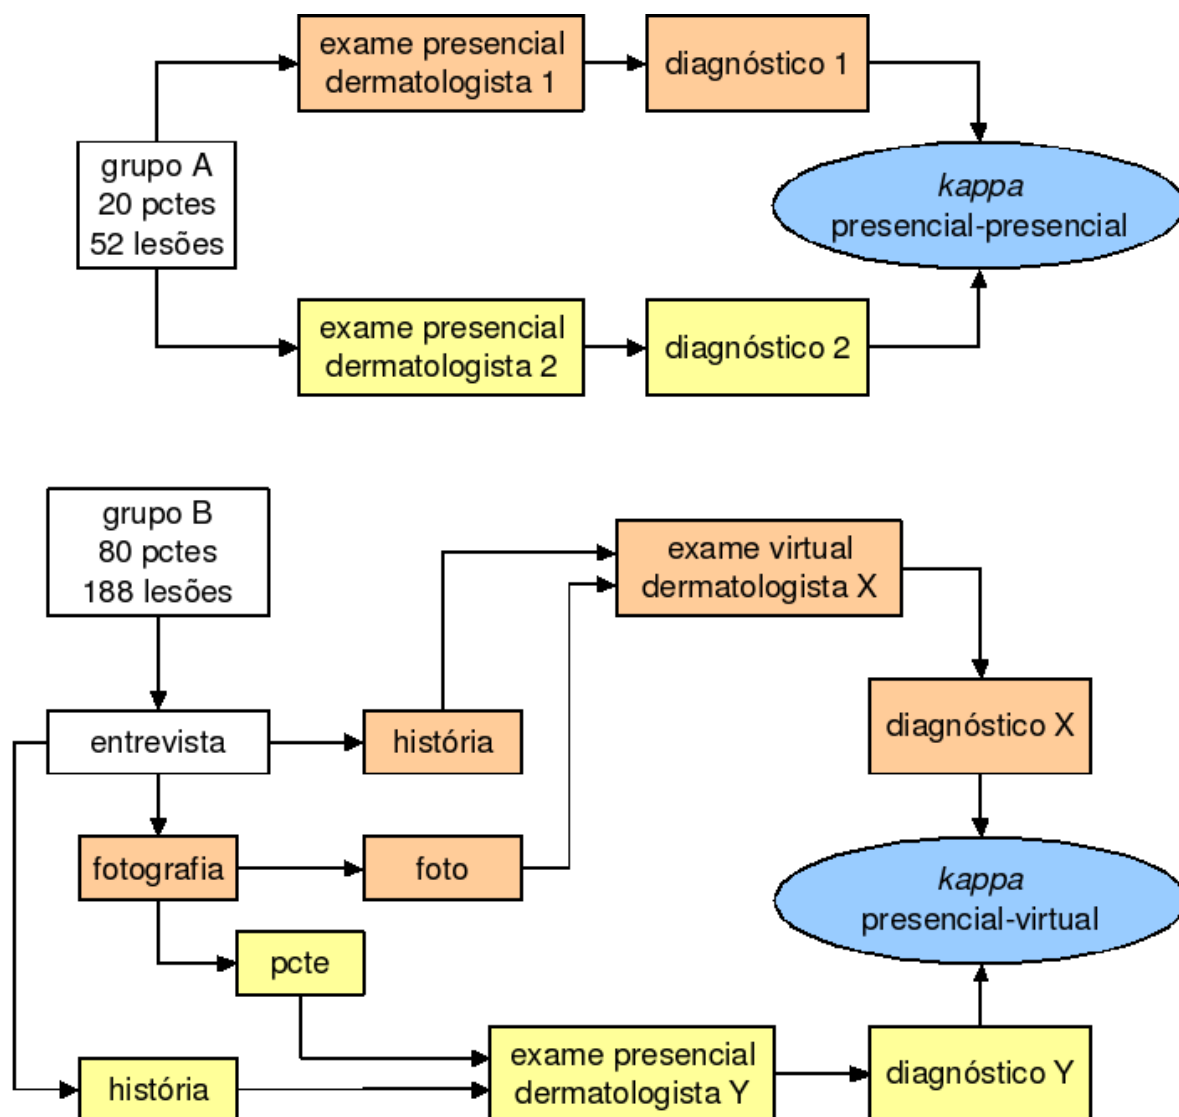 exame presencial
dermatologista 1
diagnóstico 1
grupo A
20 pctes
52 lesões
kappa
presencial-presencial
exame presencial
dermatologista 2
diagnóstico 2
grupo B
80 pctes
188 lesões
exame virtual
dermatologista X
entrevista
história
diagnóstico X
fotografia
foto
kappa
presencial-virtual
pcte
exame presencial
dermatologista Y
diagnóstico Y
história